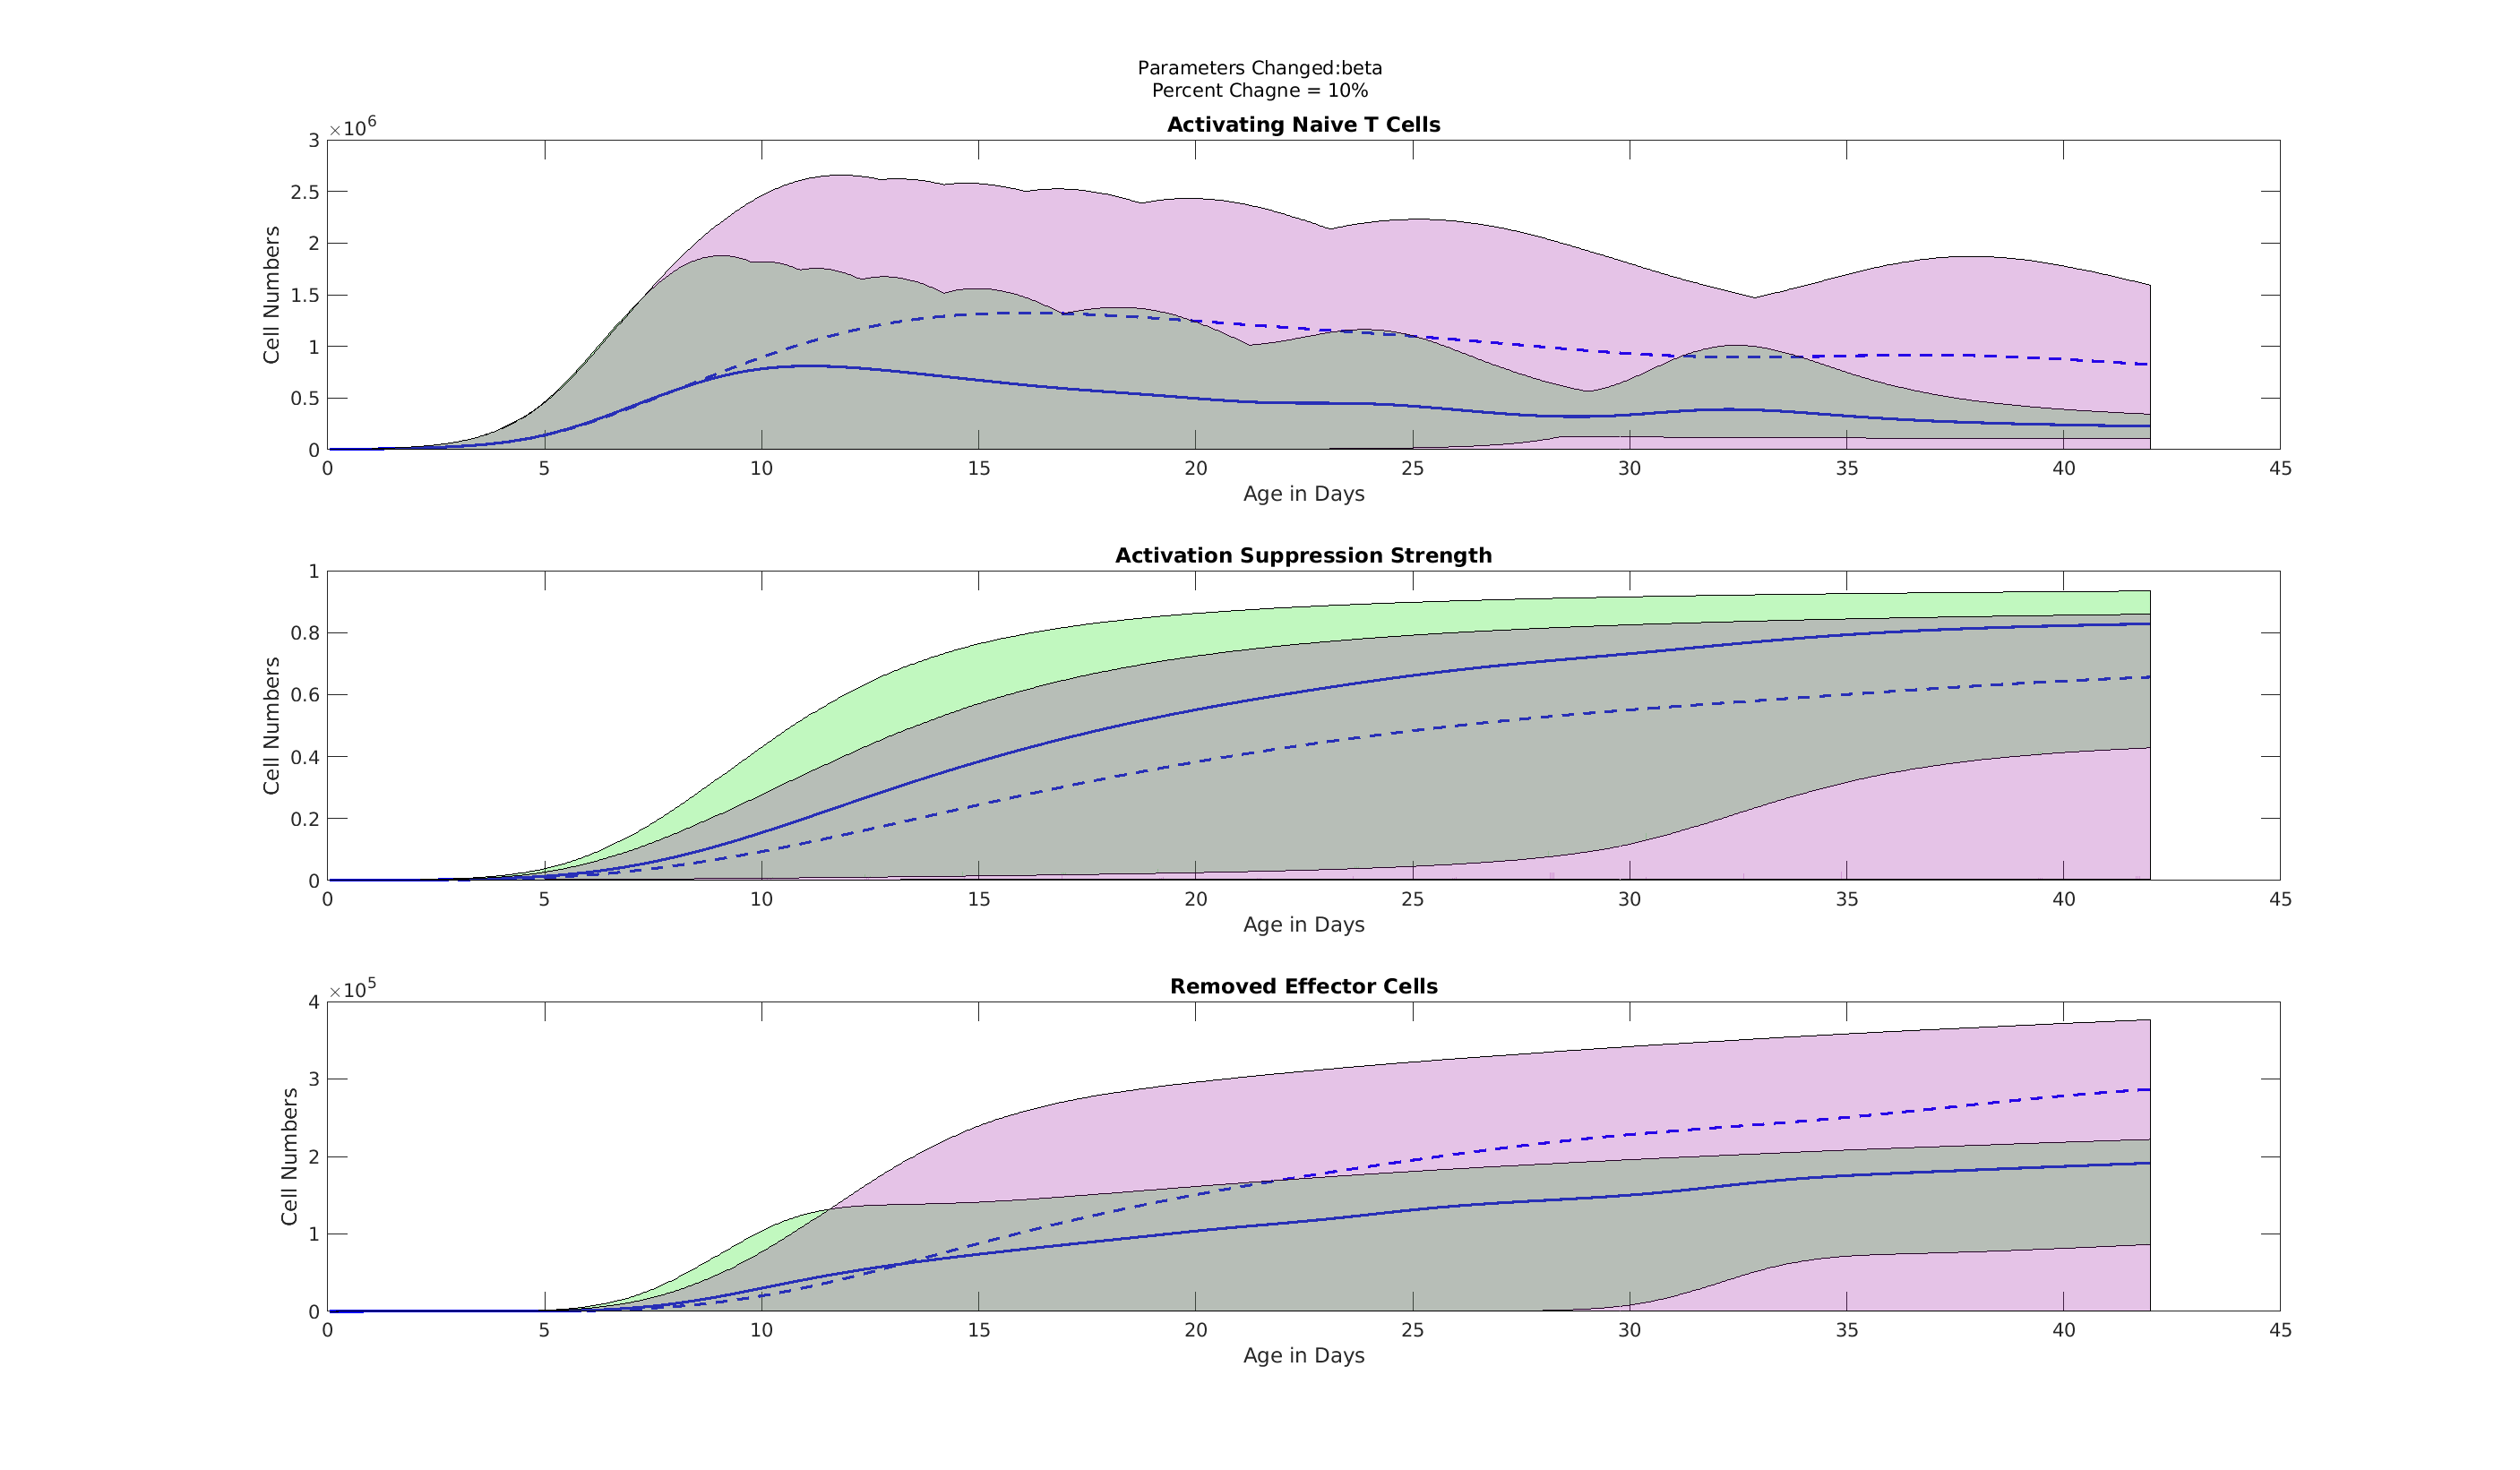 Parameters Changed:beta
Percent Chagne = 10%
Activating Naive T Cells
×10^6
3
2.5
2
1.5
1
0.5
0
Cell Numbers
0 5 10 15 20 25 30 35 40 45
Age in Days
Activation Suppression Strength
1
0.8
0.6
0.4
0.2
0
Cell Numbers
0 5 10 15 20 25 30 35 40 45
Age in Days
Removed Effector Cells
×10^5
4
3
2
1
0
Cell Numbers
0 5 10 15 20 25 30 35 40 45
Age in Days